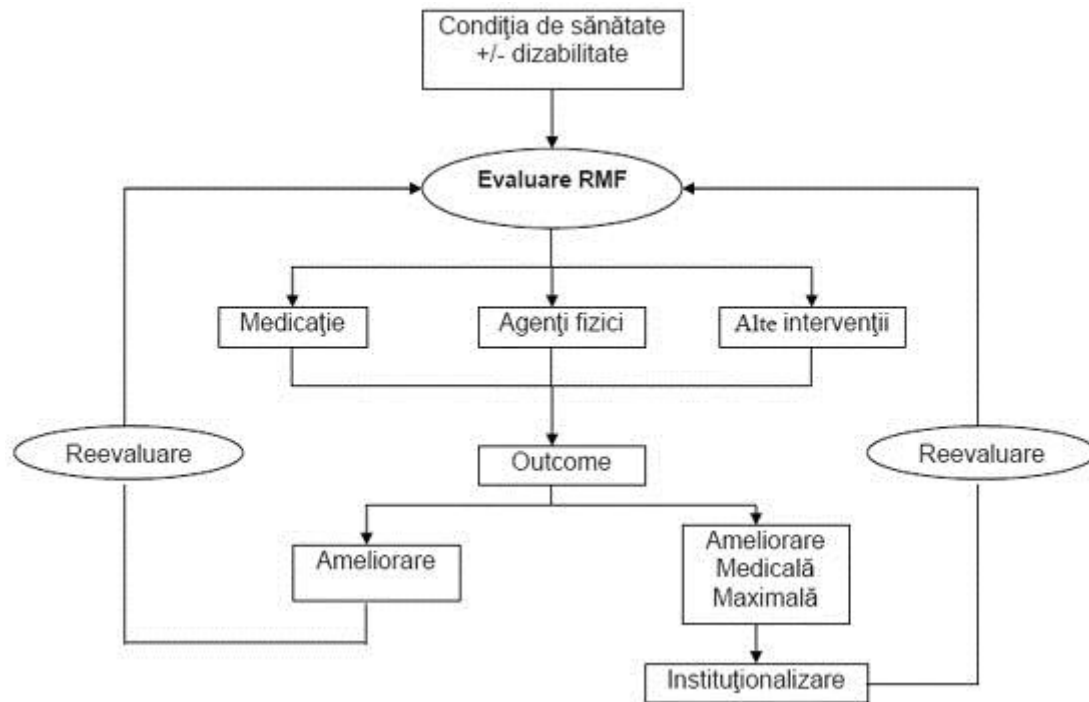 Condiţia de sănătate
+/- dizabilitate
Evaluare RMF
Medicaţie
Agenţi fizici
Alte intervenţii
Reevaluare
Outcome
Reevaluare
Ameliorare
Ameliorare
Medicală
Maximală
Instituţionalizare